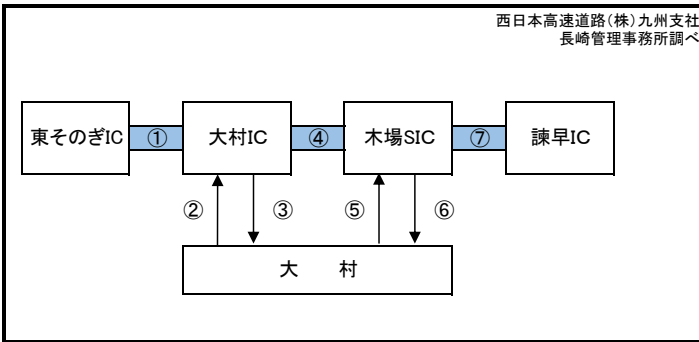 西日本高速道路(株)九州支社
長崎管理事務所調べ
東そのぎIC ① 大村IC ④ 木場SIC ⑦ 諫早IC
② ③ ⑤ ⑥
大　村